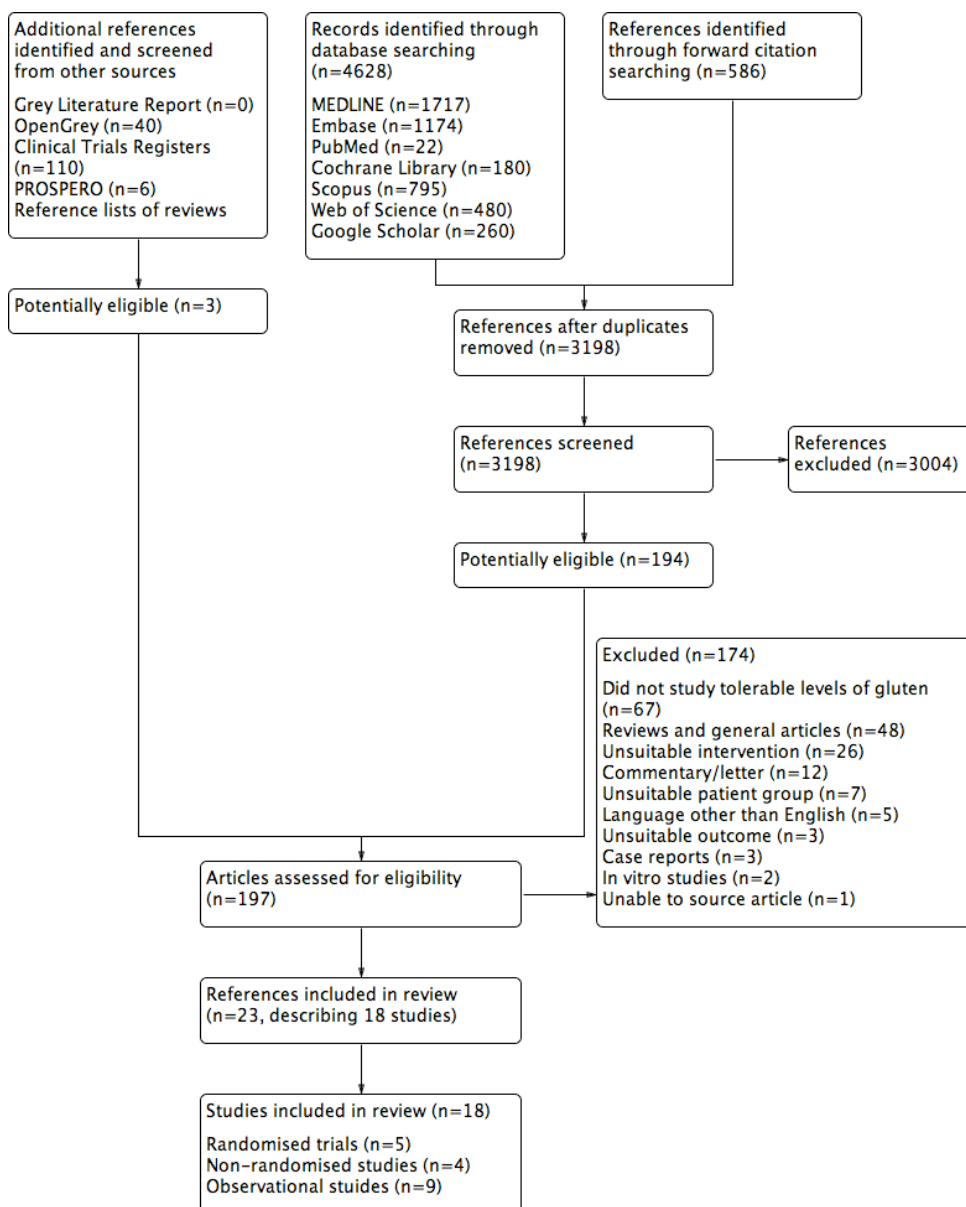 Additional references
identified and screened
from other sources
Grey Literature Report (n=0)
OpenGrey (n=40)
Clinical Trials Registers
(n=110)
PROSPERO (n=6)
Reference lists of reviews
Records identified through
database searching
(n=4628)
MEDLINE (n=1717)
Embase (n=1174)
PubMed (n=22)
Cochrane Library (n=180)
Scopus (n=795)
Web of Science (n=480)
Google Scholar (n=260)
References identified
through forward citation
searching (n=586)
Potentially eligible (n=3)
References after duplicates
removed (n=3198)
References screened
(n=3198)
References
excluded (n=3004)
Potentially eligible (n=194)
Excluded (n=174)
Did not study tolerable levels of gluten
(n=67)
Reviews and general articles (n=48)
Unsuitable intervention (n=26)
Commentary/letter (n=12)
Unsuitable patient group (n=7)
Language other than English (n=5)
Unsuitable outcome (n=3)
Case reports (n=3)
In vitro studies (n=2)
Unable to source article (n=1)
Articles assessed for eligibility
(n=197)
References included in review
(n=23, describing 18 studies)
Studies included in review (n=18)
Randomised trials (n=5)
Non-randomised studies (n=4)
Observational stuides (n=9)